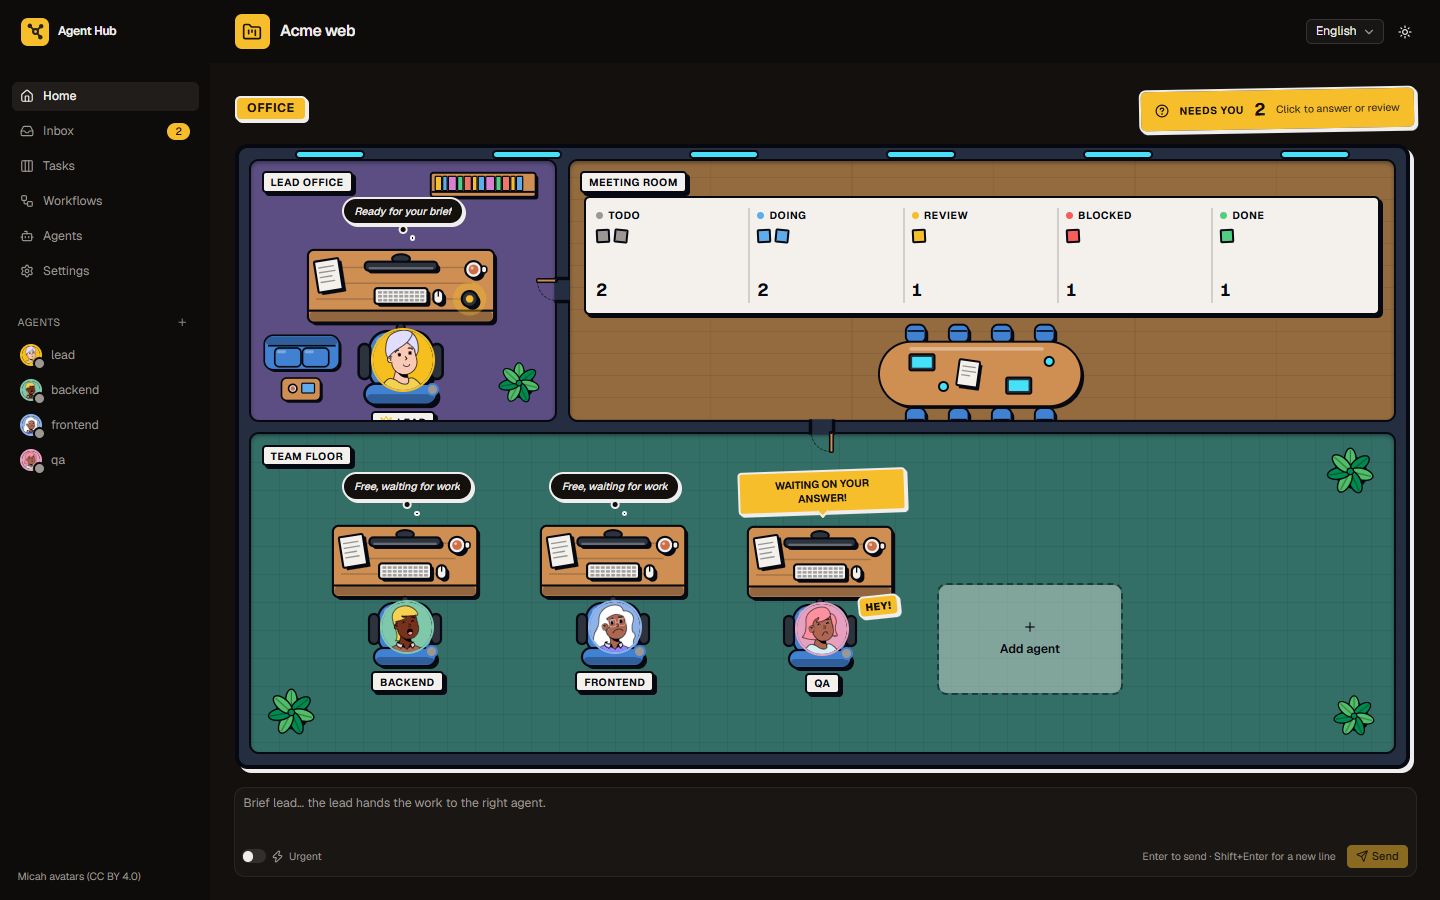 Agent Hub
Acme web
English
Home
Inbox
2
Tasks
Workflows
Agents
Settings
AGENTS
lead
backend
frontend
qa
Micah avatars (CC BY 4.0)
OFFICE
NEEDS YOU 2 Click to answer or review
LEAD OFFICE
Ready for your brief
MEETING ROOM
TODO
DOING
REVIEW
BLOCKED
DONE
2
2
1
1
1
TEAM FLOOR
Free, waiting for work
Free, waiting for work
WAITING ON YOUR
ANSWER!
HEY!
BACKEND
FRONTEND
QA
Add agent
Brief lead... the lead hands the work to the right agent.
Urgent
Enter to send · Shift+Enter for a new line
Send